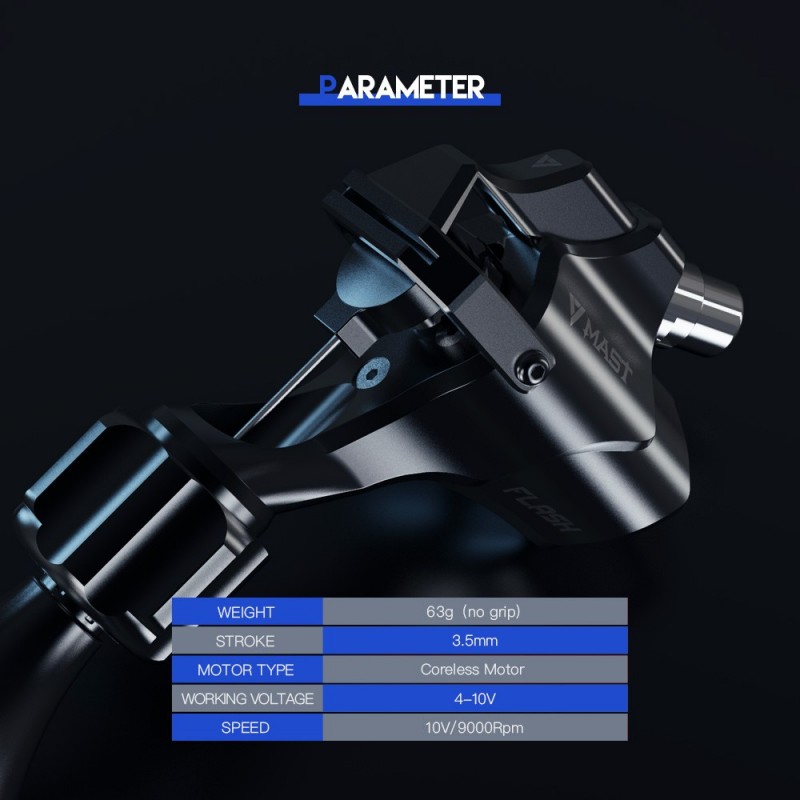 PARAMETER
MAST
FLASH
WEIGHT 63g (no grip)
STROKE 3.5mm
MOTOR TYPE Coreless Motor
WORKING VOLTAGE 4-10V
SPEED 10V/9000Rpm